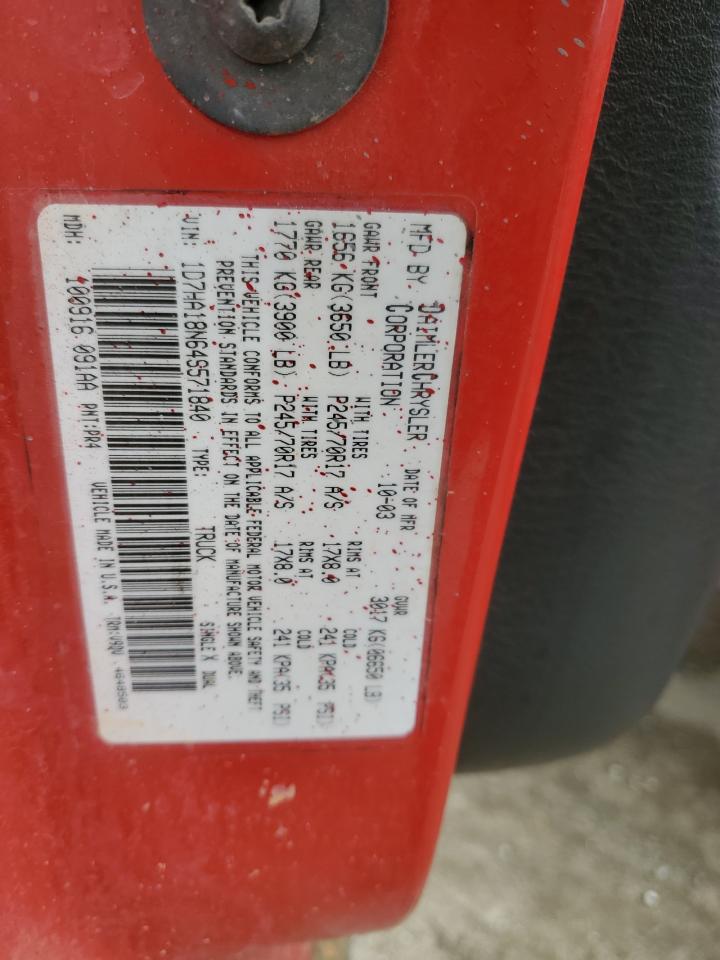 MFD BY: DAIMLERCHRYSLER CORPORATION
DATE OF MFR 10-03
GVWR 3017 KG(06650 LB)
GAWR FRONT WITH TIRES RIMS AT COLD
1656 KG(3650 LB) P245/70R17 A/S 17X8.0 241 KPA(35 PSI)
GAWR REAR WITH TIRES RIMS AT COLD
1770 KG(3900 LB) P245/70R17 A/S 17X8.0 241 KPA(35 PSI)
THIS VEHICLE CONFORMS TO ALL APPLICABLE FEDERAL MOTOR VEHICLE SAFETY AND THEFT
PREVENTION STANDARDS IN EFFECT ON THE DATE OF MANUFACTURE SHOWN ABOVE.
VIN: 1D7HA18N64S571840 TYPE: TRUCK SINGLE X DUAL
MDH: 100916 091AA PNT:PR4 VEHICLE MADE IN U.S.A. 4648503